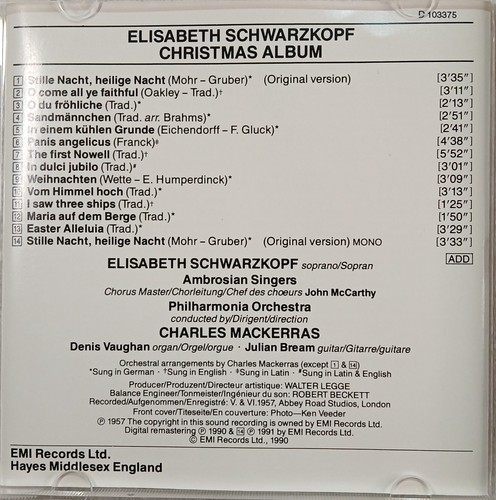 D 103375
ELISABETH SCHWARZKOPF
CHRISTMAS ALBUM
1 Stille Nacht, heilige Nacht (Mohr – Gruber)* (Original version) [3'35"]
2 O come all ye faithful (Oakley – Trad.)† [3'11"]
3 O du fröhliche (Trad.)* [2'13"]
4 Sandmännchen (Trad. arr. Brahms)* [2'51"]
5 In einem kühlen Grunde (Eichendorff – F. Gluck)* [2'41"]
6 Panis angelicus (Franck)‡ [4'38"]
7 The first Nowell (Trad.)† [5'52"]
8 In dulci jubilo (Trad.)# [3'01"]
9 Weihnachten (Wette – E. Humperdinck)* [3'09"]
10 Vom Himmel hoch (Trad.)* [3'13"]
11 I saw three ships (Trad.)† [1'25"]
12 Maria auf dem Berge (Trad.)* [1'50"]
13 Easter Alleluia (Trad.)* [3'29"]
14 Stille Nacht, heilige Nacht (Mohr – Gruber)* (Original version) MONO [3'33"]
ELISABETH SCHWARZKOPF soprano/Sopran ADD
Ambrosian Singers
Chorus Master/Chorleitung/Chef des chœurs John McCarthy
Philharmonia Orchestra
conducted by/Dirigent/direction
CHARLES MACKERRAS
Denis Vaughan organ/Orgel/orgue · Julian Bream guitar/Gitarre/guitare
Orchestral arrangements by Charles Mackerras (except 1 & 14)
*Sung in German · †Sung in English · ‡Sung in Latin · #Sung in Latin & English
Producer/Produzent/Directeur artistique: WALTER LEGGE
Balance Engineer/Tonmeister/Ingénieur du son: ROBERT BECKETT
Recorded/Aufgenommen/Enregistré: V. & VI.1957, Abbey Road Studios, London
Front cover/Titelseite/En couverture: Photo—Ken Veeder
℗ 1957 The copyright in this sound recording is owned by EMI Records Ltd.
Digital remastering ℗ 1990 & 14 ℗ 1991 by EMI Records Ltd.
© EMI Records Ltd., 1990
EMI Records Ltd.
Hayes Middlesex England